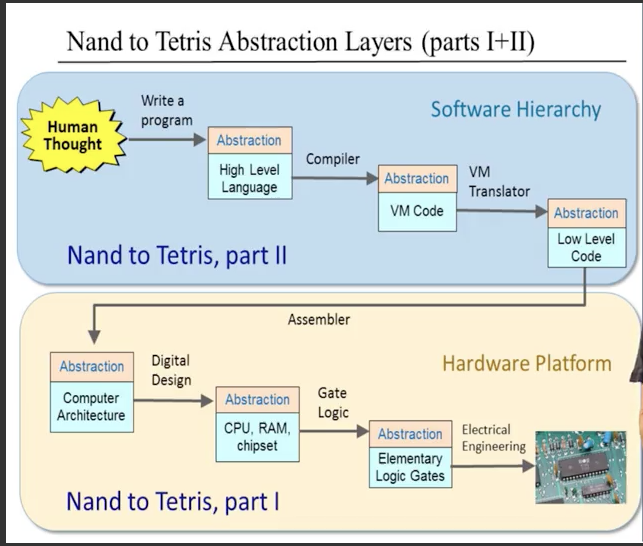 Nand to Tetris Abstraction Layers (parts I+II)
Software Hierarchy
Human
Thought
Write a
program
Abstraction
High Level
Language
Compiler
Abstraction
VM Code
VM
Translator
Abstraction
Low Level
Code
Nand to Tetris, part II
Assembler
Hardware Platform
Abstraction
Computer
Architecture
Digital
Design
Abstraction
CPU, RAM,
chipset
Gate
Logic
Abstraction
Elementary
Logic Gates
Electrical
Engineering
Nand to Tetris, part I